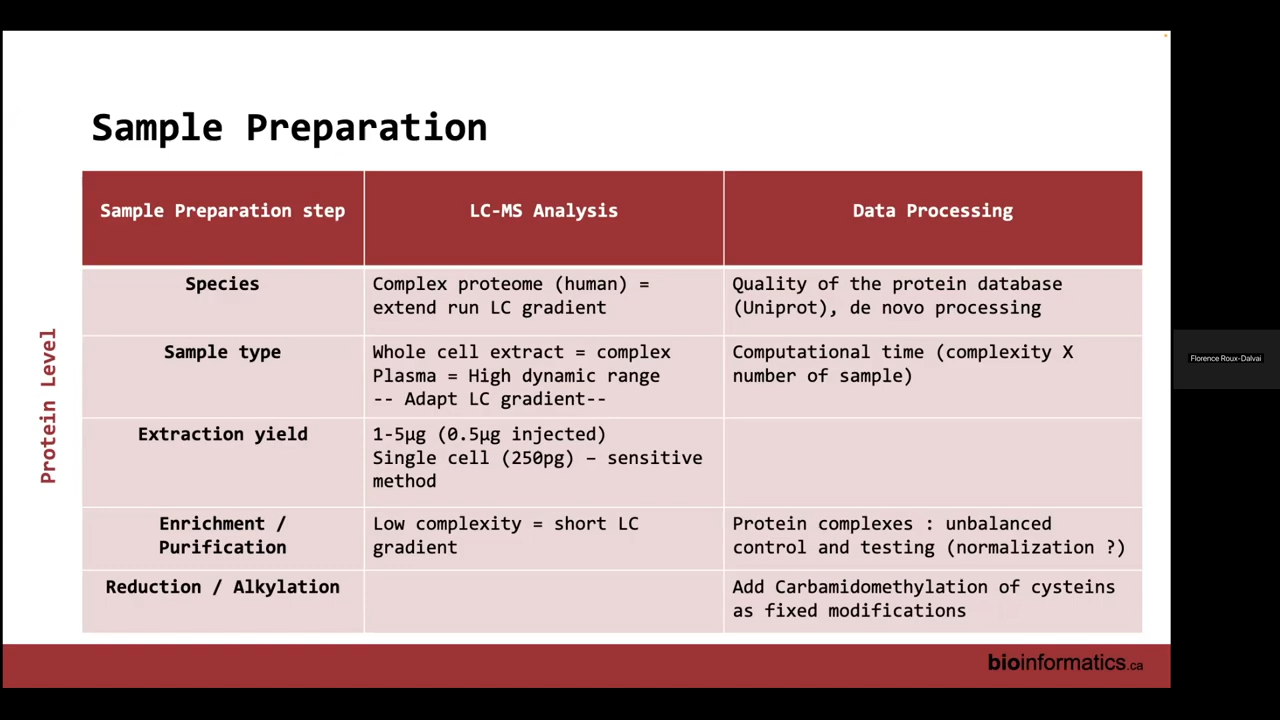 Sample Preparation
Sample Preparation step
LC-MS Analysis
Data Processing
Protein Level
Species
Complex proteome (human) =
extend run LC gradient
Quality of the protein database
(Uniprot), de novo processing
Sample type
Whole cell extract = complex
Plasma = High dynamic range
-- Adapt LC gradient--
Computational time (complexity X
number of sample)
Extraction yield
1-5µg (0.5µg injected)
Single cell (250pg) – sensitive
method
Enrichment /
Purification
Low complexity = short LC
gradient
Protein complexes : unbalanced
control and testing (normalization ?)
Reduction / Alkylation
Add Carbamidomethylation of cysteins
as fixed modifications
bioinformatics.ca
Florence Roux-Dalvai